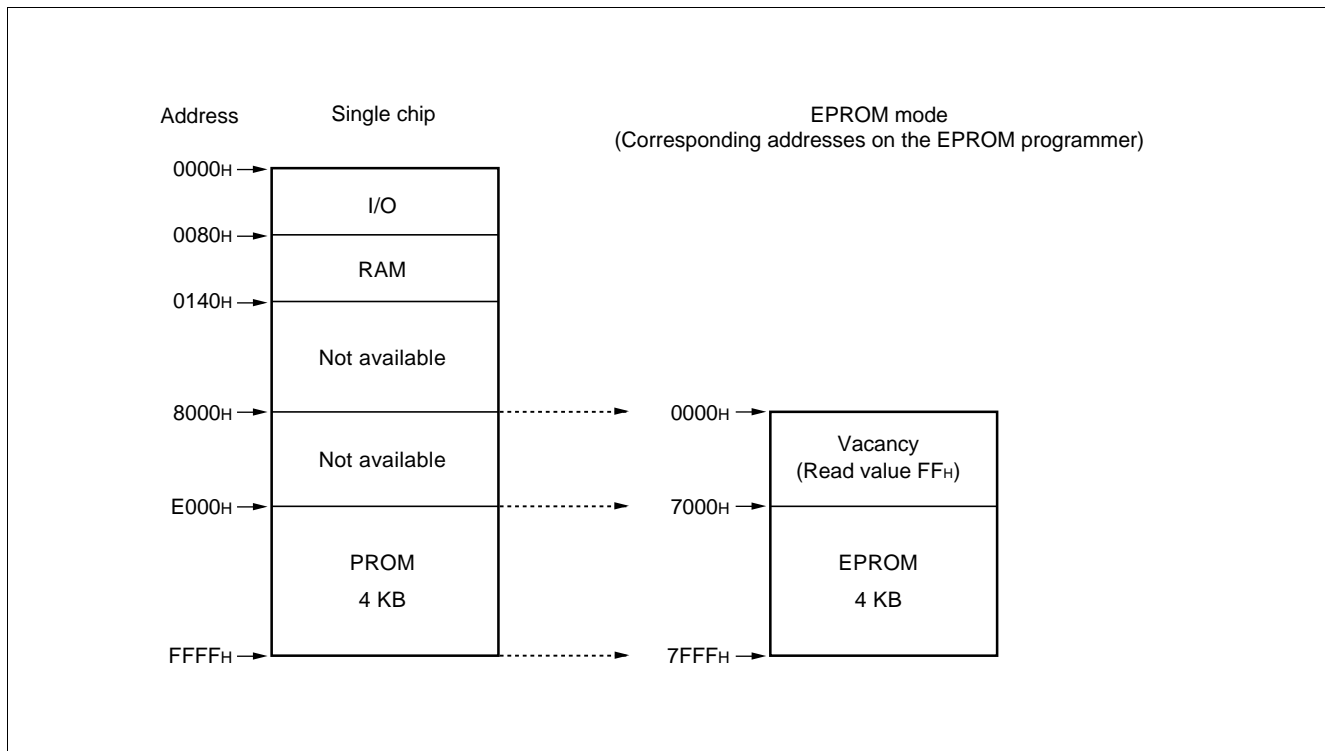 Address
Single chip
EPROM mode
(Corresponding addresses on the EPROM programmer)
0000H
I/O
0080H
RAM
0140H
Not available
8000H
0000H
Not available
Vacancy
(Read value FFH)
E000H
7000H
PROM
4 KB
EPROM
4 KB
FFFFH
7FFFH